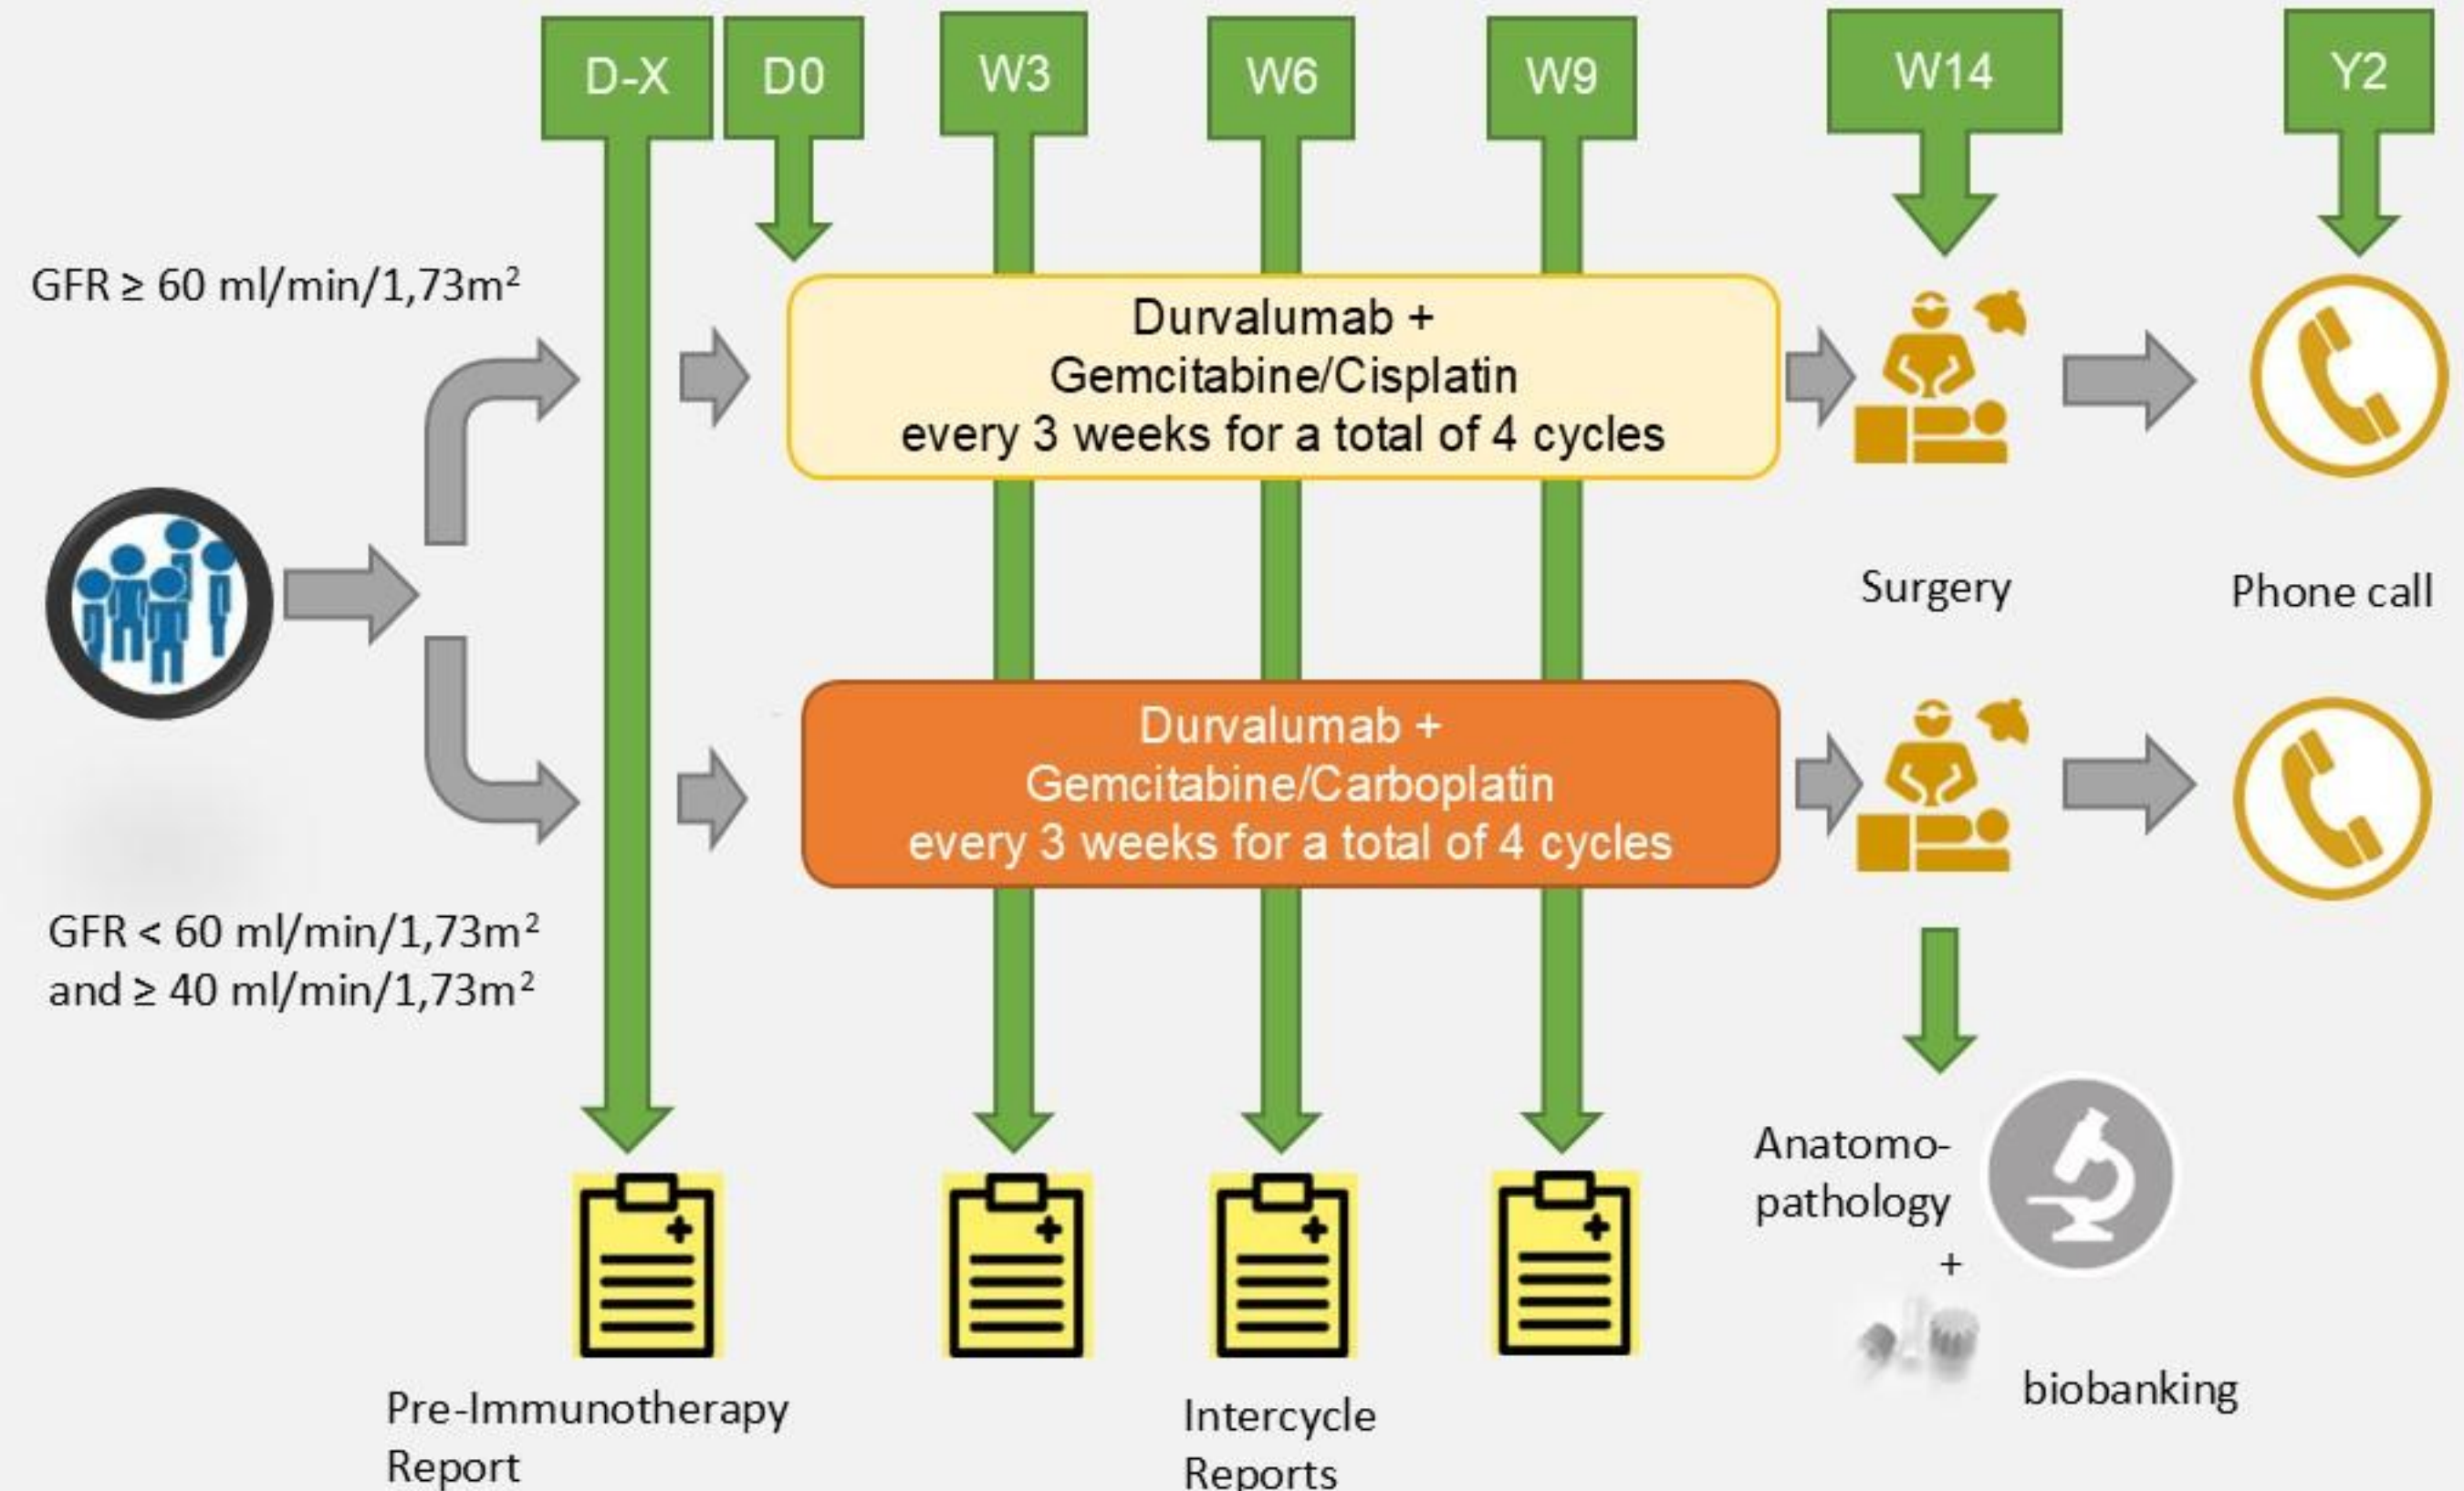 D-X
D0
W3
W6
W9
W14
Y2
GFR ≥ 60 ml/min/1,73m²
Durvalumab +
Gemcitabine/Cisplatin
every 3 weeks for a total of 4 cycles
Surgery
Phone call
Durvalumab +
Gemcitabine/Carboplatin
every 3 weeks for a total of 4 cycles
GFR < 60 ml/min/1,73m²
and ≥ 40 ml/min/1,73m²
Anatomo-
pathology
+
biobanking
Pre-Immunotherapy
Report
Intercycle
Reports